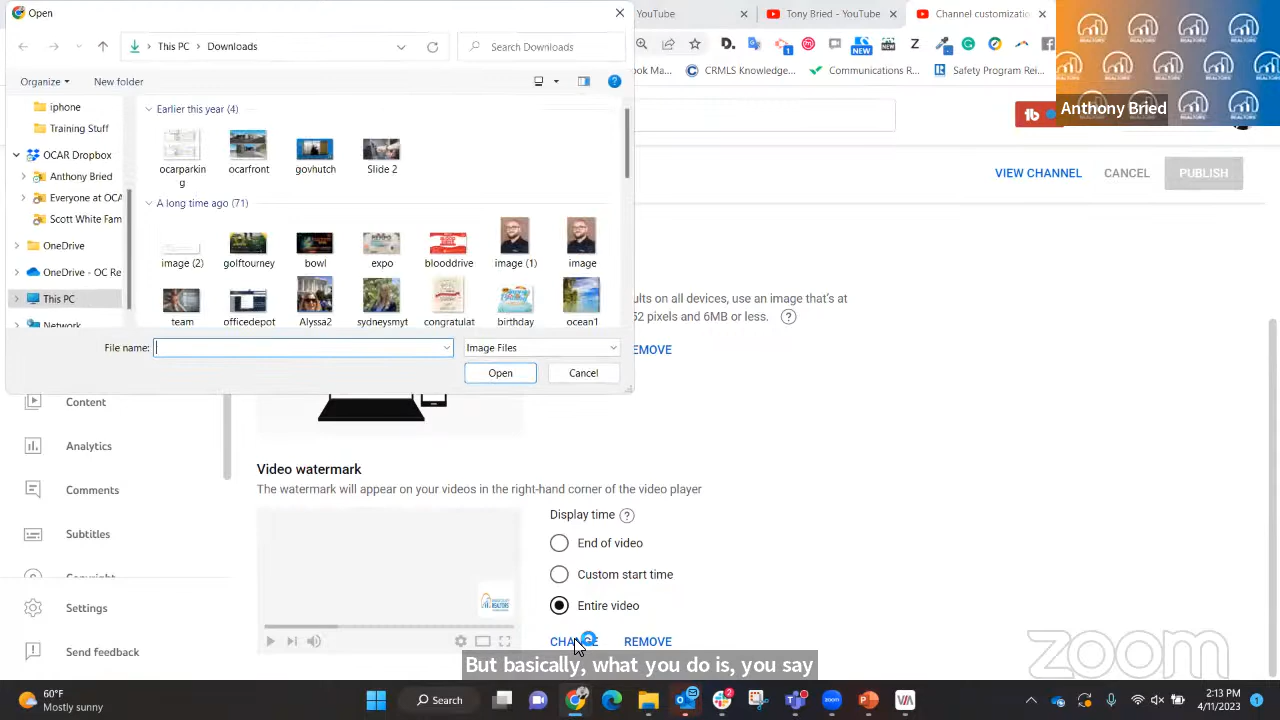 Open
YouTube
Tony Bried - YouTube
Channel customizatio
This PC
Downloads
Search Downloads
Organize
New folder
NEW
NEW
D.
Z
ook Ma...
CRMLS Knowledge...
Communications R...
Safety Program Rei...
REALTORS
Anthony Bried
iphone
Training Stuff
OCAR Dropbox
Anthony Bried
Everyone at OCA
Scott White Fam
OneDrive
OneDrive - OC Re
This PC
Network
Earlier this year (4)
ocarparking
ocarfront
govhutch
Slide 2
A long time ago (71)
image (2)
golftourney
bowl
expo
blooddrive
image (1)
image
team
officedepot
Alyssa2
sydneysmyt
congratulat
birthday
ocean1
File name:
Image Files
Open
Cancel
VIEW CHANNEL
CANCEL
PUBLISH
ults on all devices, use an image that's at
52 pixels and 6MB or less.
EMOVE
Content
Analytics
Comments
Subtitles
Copyright
Settings
Send feedback
Video watermark
The watermark will appear on your videos in the right-hand corner of the video player
Display time
End of video
Custom start time
Entire video
REALTORS
CHANGE
REMOVE
But basically, what you do is, you say
zoom
60°F
Mostly sunny
Search
2:13 PM
4/11/2023